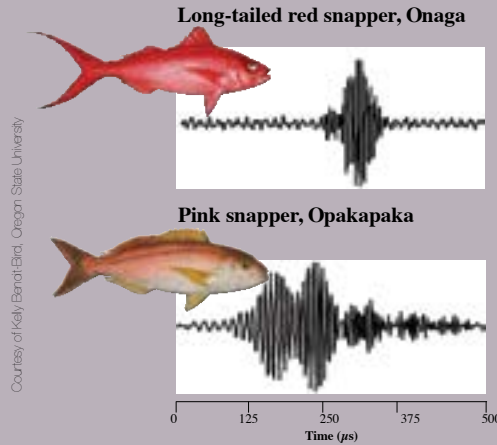 Long-tailed red snapper, Onaga
Pink snapper, Opakapaka
Courtesy of Kelly Benoit-Bird, Oregon State University
0 125 250 375 500
Time (µs)